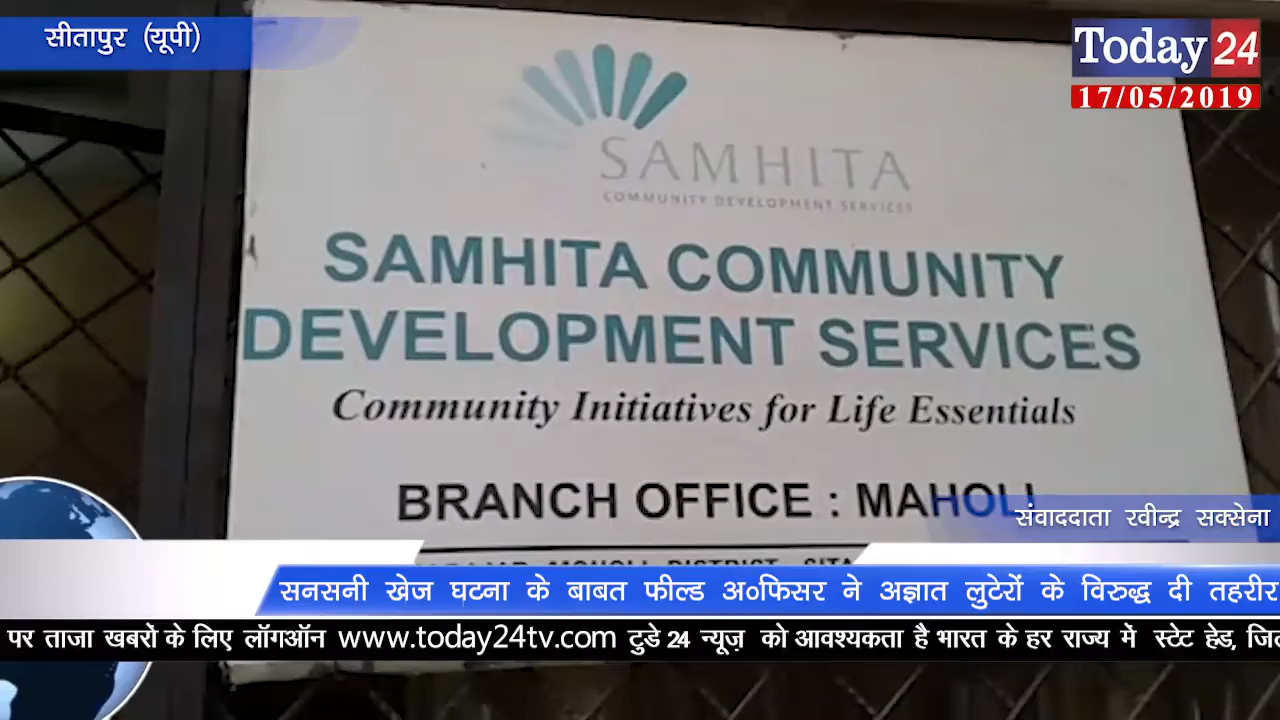 सीतापुर (यूपी)
Today 24
17/05/2019
SAMHITA
COMMUNITY DEVELOPMENT SERVICES
SAMHITA COMMUNITY
DEVELOPMENT SERVICES
Community Initiatives for Life Essentials
BRANCH OFFICE : MAHOLI
संवाददाता रवीन्द्र सक्सेना
सनसनी खेज घटना के बाबत फील्ड अ०फिसर ने अज्ञात लुटेरों के विरुद्ध दी तहरीर
पर ताजा खबरों के लिए लॉगऑन www.today24tv.com टुडे 24 न्यूज़ को आवश्यकता है भारत के हर राज्य में स्टेट हेड,